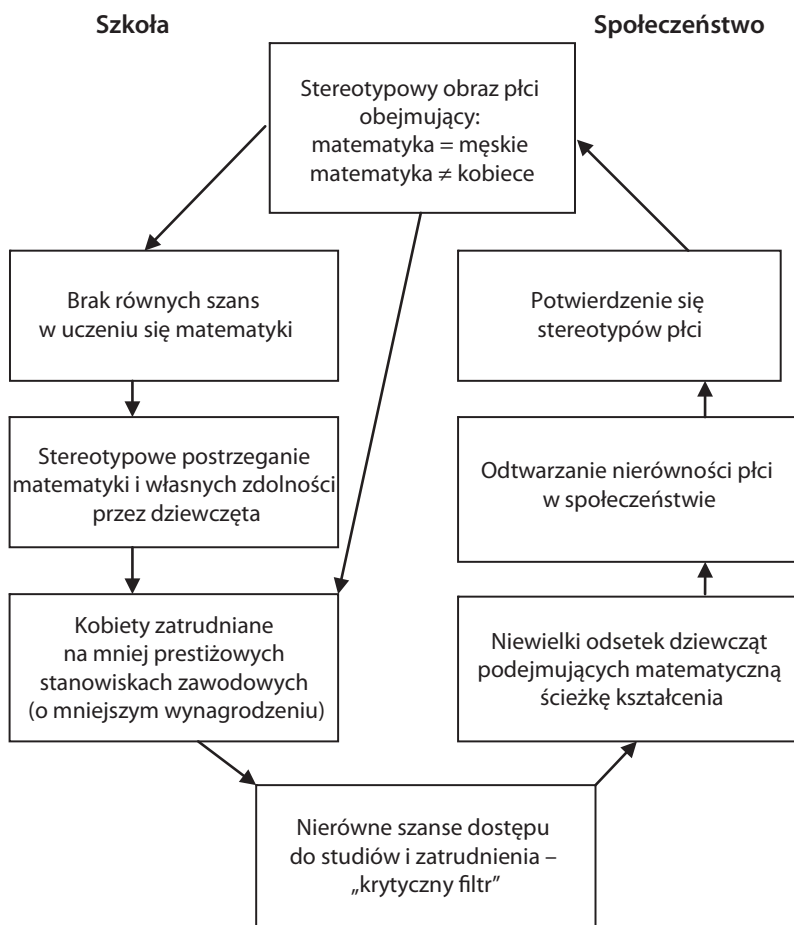 Szkoła
Społeczeństwo
Stereotypowy obraz płci
obejmujący:
matematyka = męskie
matematyka ≠ kobiece
Brak równych szans
w uczeniu się matematyki
Potwierdzenie się
stereotypów płci
Stereotypowe postrzeganie
matematyki i własnych zdolności
przez dziewczęta
Odtwarzanie nierówności płci
w społeczeństwie
Kobiety zatrudniane
na mniej prestiżowych
stanowiskach zawodowych
(o mniejszym wynagrodzeniu)
Niewielki odsetek dziewcząt
podejmujących matematyczną
ścieżkę kształcenia
Nierówne szanse dostępu
do studiów i zatrudnienia –
„krytyczny filtr”